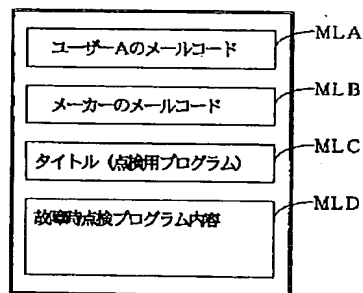 ユーザーAのメールコード
MLA
メーカーのメールコード
MLB
タイトル（点検用プログラム）
MLC
故障時点検プログラム内容
MLD